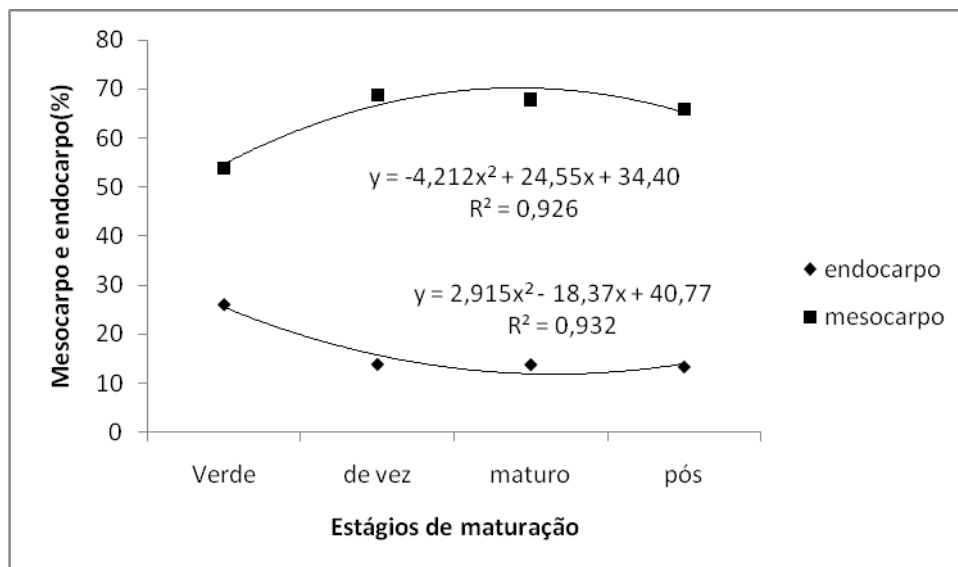 80
70
60
50
40
30
20
10
0
Mesocarpo e endocarpo(%)
y = -4,212x² + 24,55x + 34,40
R² = 0,926
y = 2,915x² - 18,37x + 40,77
R² = 0,932
endocarpo
mesocarpo
Verde de vez maturo pós
Estágios de maturação